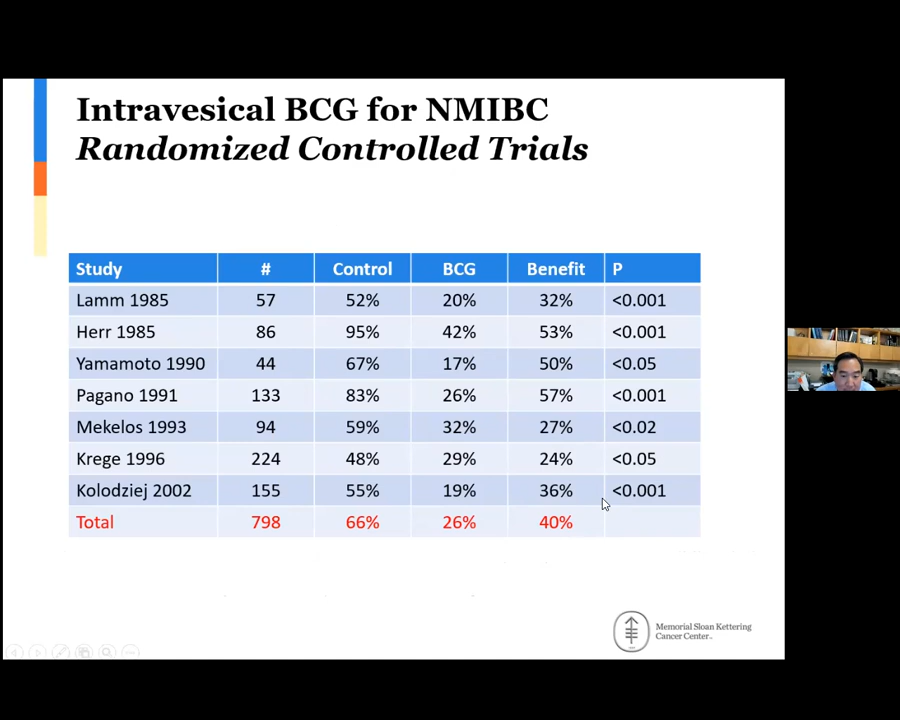 Intravesical BCG for NMIBC
Randomized Controlled Trials
Study # Control BCG Benefit P
Lamm 1985 57 52% 20% 32% <0.001
Herr 1985 86 95% 42% 53% <0.001
Yamamoto 1990 44 67% 17% 50% <0.05
Pagano 1991 133 83% 26% 57% <0.001
Mekelos 1993 94 59% 32% 27% <0.02
Krege 1996 224 48% 29% 24% <0.05
Kolodziej 2002 155 55% 19% 36% <0.001
Total 798 66% 26% 40%
Memorial Sloan Kettering
Cancer Center